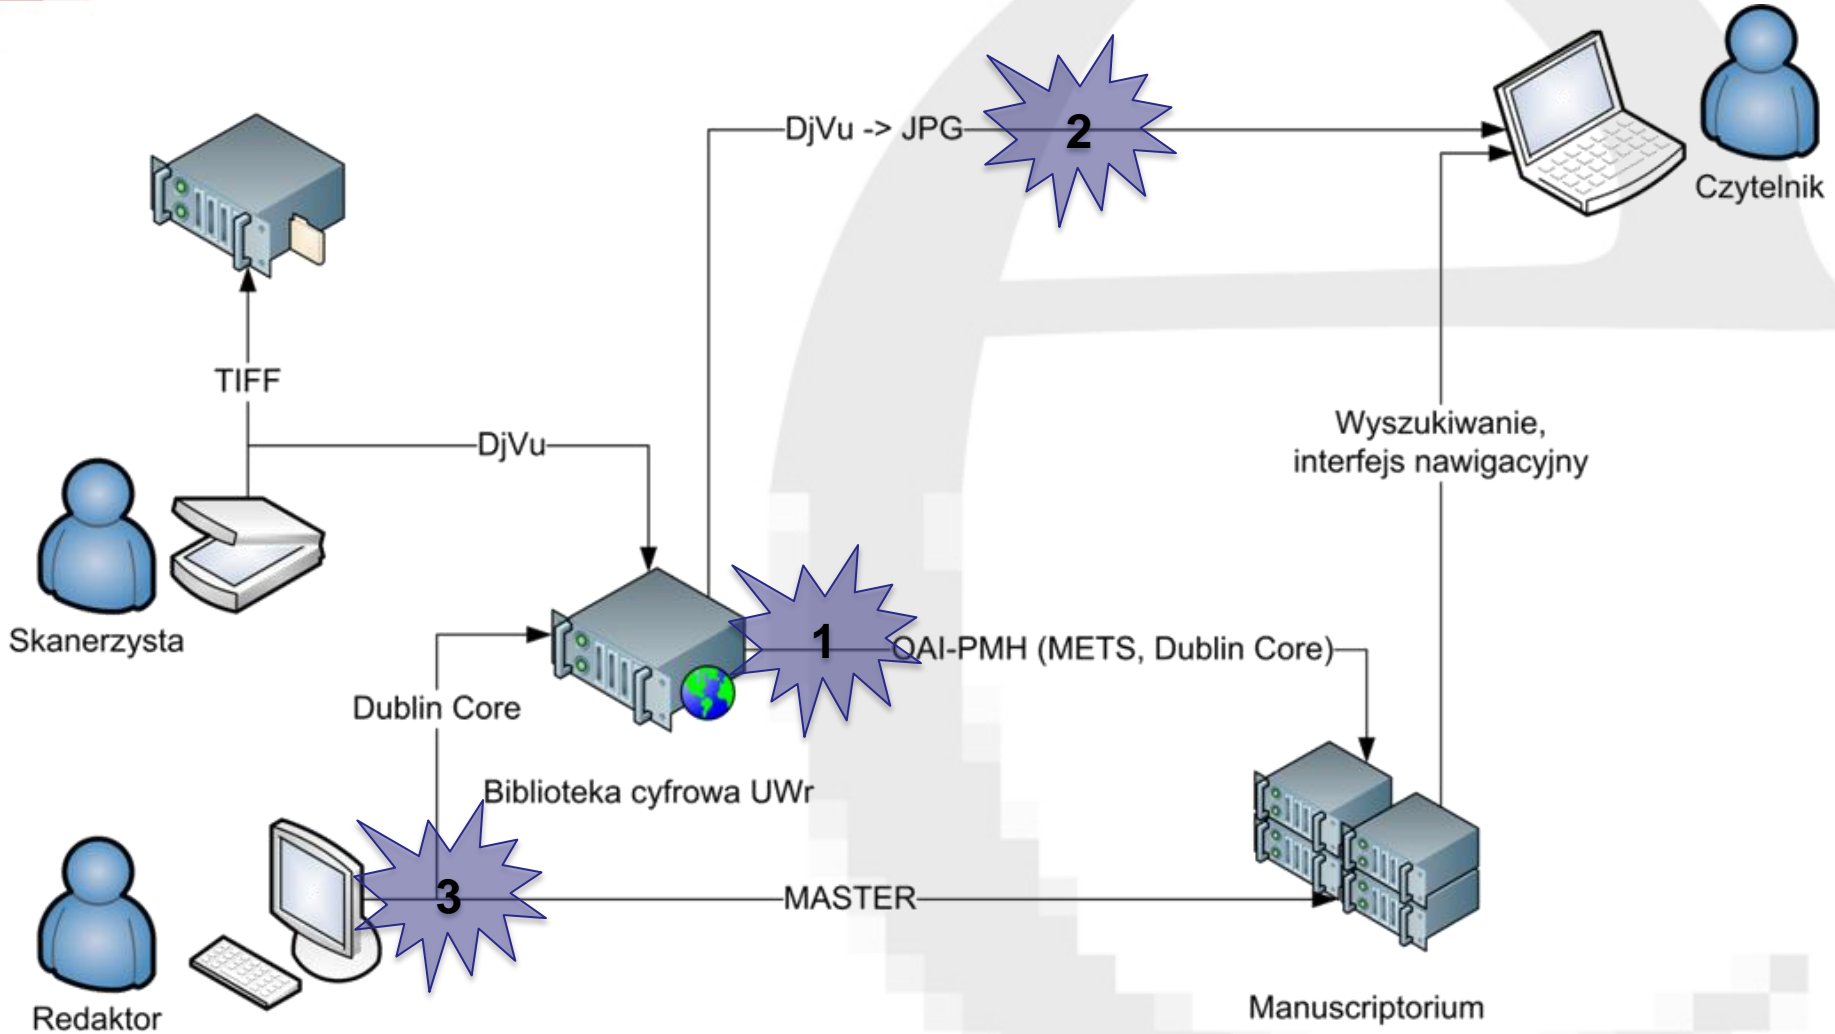 DjVu -> JPG
2
Czytelnik
TIFF
DjVu
Wyszukiwanie,
interfejs nawigacyjny
Skanerzysta
1
OAI-PMH (METS, Dublin Core)
Dublin Core
Biblioteka cyfrowa UWr
3
MASTER
Redaktor
Manuscriptorium